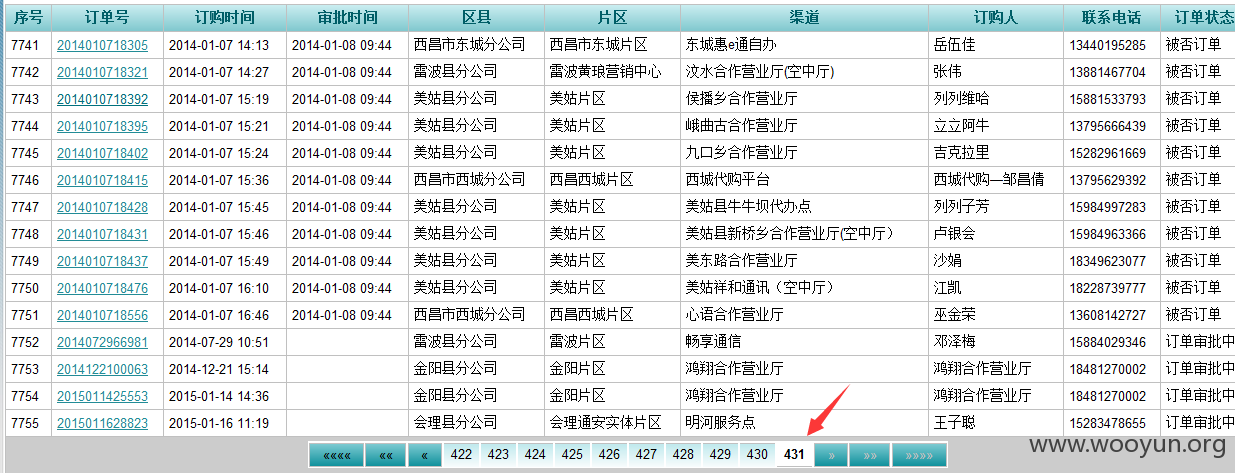 序号 订单号 订购时间 审批时间 区县 片区 渠道 订购人 联系电话 订单状态
7741 2014010718305 2014-01-07 14:13 2014-01-08 09:44 西昌市东城分公司 西昌市东城片区 东城惠e通自办 岳伍佳 13440195285 被否订单
7742 2014010718321 2014-01-07 14:27 2014-01-08 09:44 雷波县分公司 雷波黄琅营销中心 汶水合作营业厅(空中厅) 张伟 13881467704 被否订单
7743 2014010718392 2014-01-07 15:19 2014-01-08 09:44 美姑县分公司 美姑片区 侯播乡合作营业厅 列列维哈 15881533793 被否订单
7744 2014010718395 2014-01-07 15:21 2014-01-08 09:44 美姑县分公司 美姑片区 峨曲古合作营业厅 立立阿牛 13795666439 被否订单
7745 2014010718402 2014-01-07 15:24 2014-01-08 09:44 美姑县分公司 美姑片区 九口乡合作营业厅 吉克拉里 15282961669 被否订单
7746 2014010718415 2014-01-07 15:36 2014-01-08 09:44 西昌市西城分公司 西昌西城片区 西城代购平台 西城代购—邹昌倩 13795629392 被否订单
7747 2014010718428 2014-01-07 15:45 2014-01-08 09:44 美姑县分公司 美姑片区 美姑县牛牛坝代办点 列列子芳 15984997283 被否订单
7748 2014010718431 2014-01-07 15:46 2014-01-08 09:44 美姑县分公司 美姑片区 美姑县新桥乡合作营业厅(空中厅） 卢银会 15984963366 被否订单
7749 2014010718437 2014-01-07 15:49 2014-01-08 09:44 美姑县分公司 美姑片区 美东路合作营业厅 沙娟 18349623077 被否订单
7750 2014010718476 2014-01-07 16:10 2014-01-08 09:44 美姑县分公司 美姑片区 美姑祥和通讯（空中厅） 江凯 18228739777 被否订单
7751 2014010718556 2014-01-07 16:46 2014-01-08 09:44 西昌市西城分公司 西昌西城片区 心语合作营业厅 巫金荣 13608142727 被否订单
7752 2014072966981 2014-07-29 10:51 雷波县分公司 雷波片区 畅享通信 邓泽梅 15884029346 订单审批中
7753 2014122100063 2014-12-21 15:14 金阳县分公司 金阳片区 鸿翔合作营业厅 鸿翔合作营业厅 18481270002 订单审批中
7754 2015011425553 2015-01-14 14:36 金阳县分公司 金阳片区 鸿翔合作营业厅 鸿翔合作营业厅 18481270002 订单审批中
7755 2015011628823 2015-01-16 11:19 会理县分公司 会理通安实体片区 明河服务点 王子聪 15183478505 订单审批中
«««« «« « 422 423 424 425 426 427 428 429 430 431 » »» »»»»
www.wooyun.org